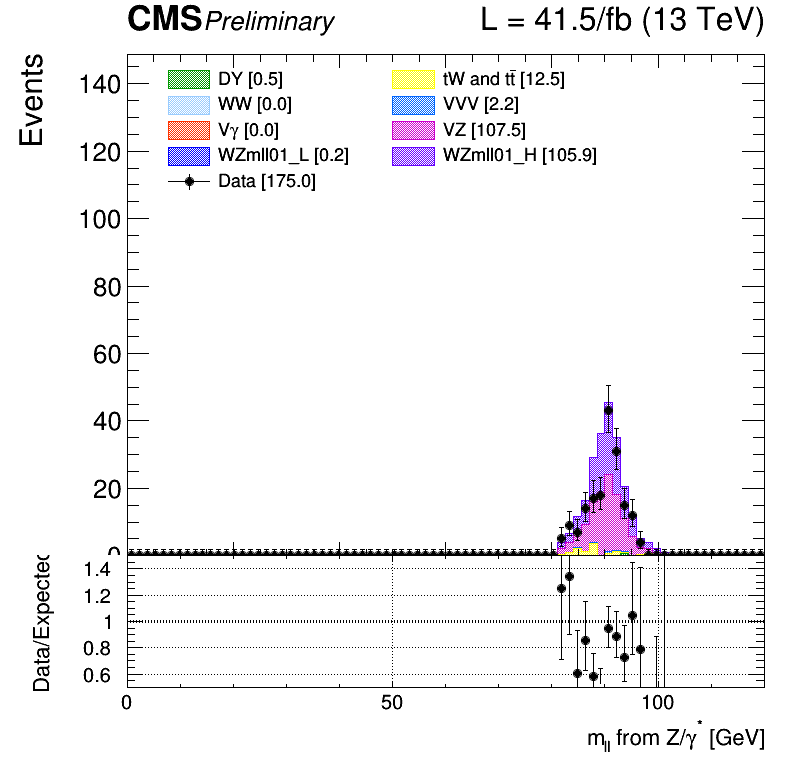 CMS Preliminary L = 41.5/fb (13 TeV)
Events
140
120
100
80
60
40
20
0
DY [0.5]
WW [0.0]
Vγ [0.0]
WZmll01_L [0.2]
Data [175.0]
tW and tt̄ [12.5]
VVV [2.2]
VZ [107.5]
WZmll01_H [105.9]
Data/Expected
1.4
1.2
1
0.8
0.6
0 50 100
m_ll from Z/γ* [GeV]